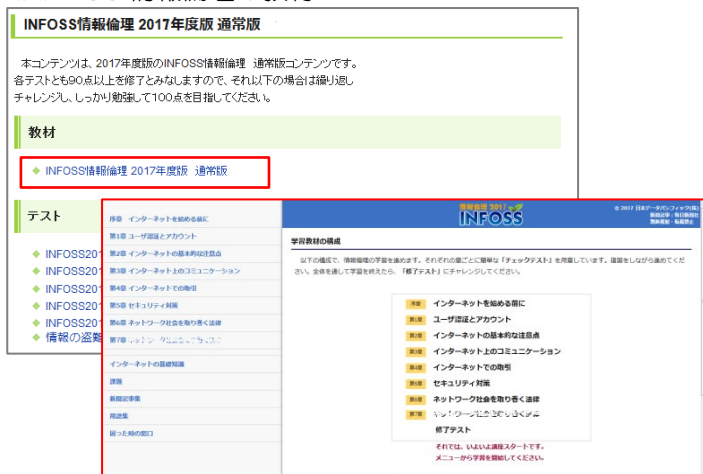 INFOSS情報倫理 2017年度版 通常版
本コンテンツは、2017年度版のINFOSS情報倫理 通常版コンテンツです。
各テストとも90点以上を修了とみなしますので、それ以下の場合は繰り返し
チャレンジし、しっかり勉強して100点を目指してください。
教材
INFOSS情報倫理 2017年度版 通常版
テスト
INFOSS201
INFOSS201
INFOSS201
INFOSS201
INFOSS201
情報の盗難
序章 インターネットを始める前に
第1章 ユーザ認証とアカウント
第2章 インターネットの基本的な注意点
第3章 インターネット上のコミュニケーション
第4章 インターネットでの取引
第5章 セキュリティ対策
第6章 ネットワーク社会を取り巻く法律
第7章
インターネットの基礎知識
課題
新聞記事集
用語集
困った時の窓口
情報倫理 2017
INFOSS
© 2017 日本データパシフィック(株)
新聞記事：毎日新聞社
無断複製・転載禁止
学習教材の構成
以下の構成で、情報倫理の学習を進めます。それぞれの章ごとに簡単な「チェックテスト」を用意しています。復習をしながら進めてくだ
さい。全体を通して学習を終えたら、「修了テスト」にチャレンジしてください。
序章 インターネットを始める前に
第1章 ユーザ認証とアカウント
第2章 インターネットの基本的な注意点
第3章 インターネット上のコミュニケーション
第4章 インターネットでの取引
第5章 セキュリティ対策
第6章 ネットワーク社会を取り巻く法律
第7章
修了テスト
それでは、いよいよ講座スタートです。
メニューから学習を開始してください。